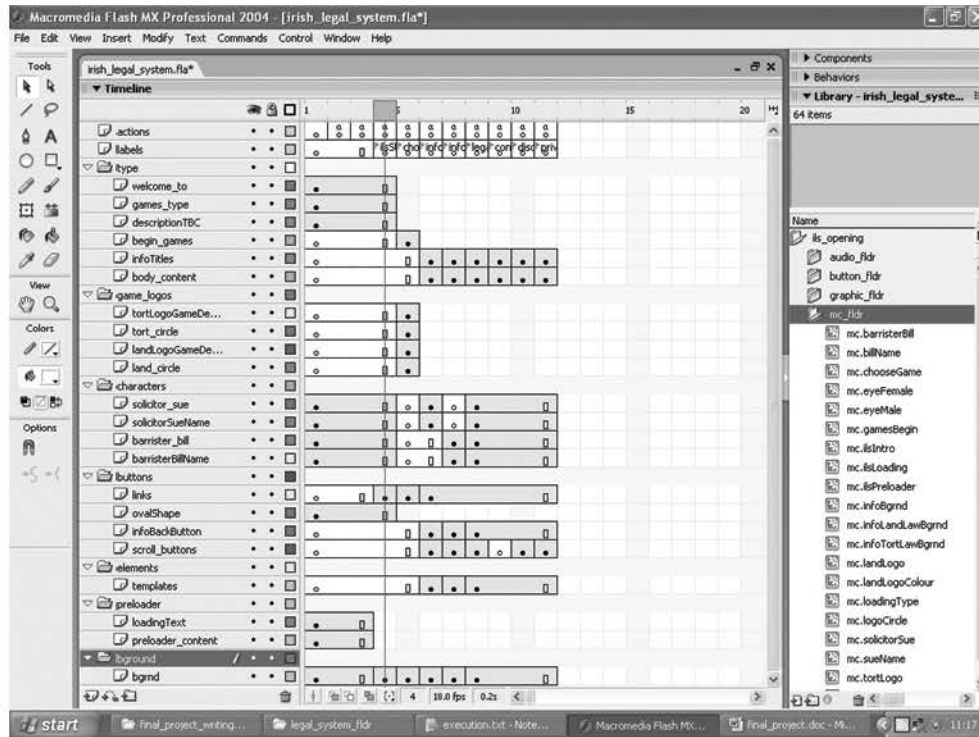 Macromedia Flash MX Professional 2004 - [irish_legal_system.fla*]
File Edit View Insert Modify Text Commands Control Window Help
Tools
View
Colors
Options
irish_legal_system.fla*
Timeline
1 5 10 15 20
actions
labels
type
welcome_to
games_type
descriptionTBC
begin_games
infoTitles
body_content
game_logos
tortLogoGameDe...
tort_circle
landLogoGameDe...
land_circle
characters
solicitor_sue
solicitorSueName
barrister_bill
barristerBillName
buttons
links
ovalShape
infoBackButton
scroll_buttons
elements
templates
preloader
loadingText
preloader_content
bground
bgrnd
4 18.0 fps 0.2s
Components
Behaviors
Library - irish_legal_syste...
64 items
Name
ils_opening
audio_fldr
button_fldr
graphic_fldr
mc_fldr
mc.barristerBill
mc.billName
mc.chooseGame
mc.eyeFemale
mc.eyeMale
mc.gamesBegin
mc.ilsIntro
mc.ilsLoading
mc.ilsPreloader
mc.infoBgrnd
mc.infoLandLawBgrnd
mc.infoTortLawBgrnd
mc.landLogo
mc.landLogoColour
mc.loadingType
mc.logoCircle
mc.solicitorSue
mc.sueName
mc.tortLogo
start final_project_writing... legal_system_fldr execution.txt - Note... Macromedia Flash MX... final_project.doc - Mi... 11:17